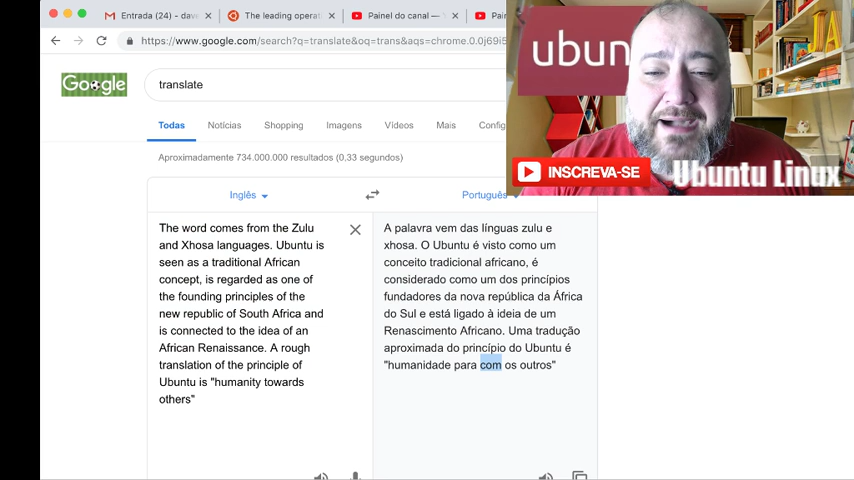 Entrada (24) - dav
The leading operat
Painel do canal —
Pain
https://www.google.com/search?q=translate&oq=trans&aqs=chrome.0.0j69i5
ubun
Google
translate
Todas
Notícias
Shopping
Imagens
Vídeos
Mais
Config
Aproximadamente 734.000.000 resultados (0,33 segundos)
INSCREVA-SE
Ubuntu Linux
Inglês
Português
The word comes from the Zulu
and Xhosa languages. Ubuntu is
seen as a traditional African
concept, is regarded as one of
the founding principles of the
new republic of South Africa and
is connected to the idea of an
African Renaissance. A rough
translation of the principle of
Ubuntu is "humanity towards
others"
A palavra vem das línguas zulu e
xhosa. O Ubuntu é visto como um
conceito tradicional africano, é
considerado como um dos princípios
fundadores da nova república da África
do Sul e está ligado à ideia de um
Renascimento Africano. Uma tradução
aproximada do princípio do Ubuntu é
"humanidade para com os outros"